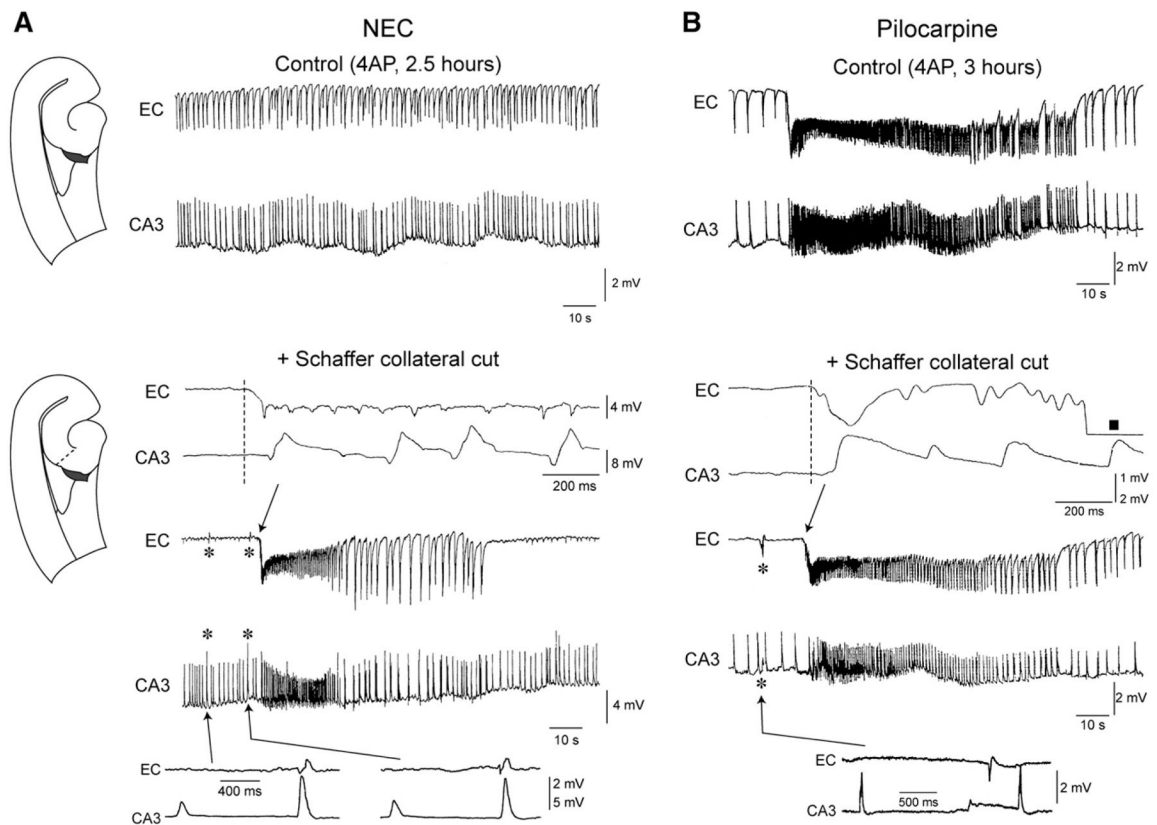 A
NEC
Control (4AP, 2.5 hours)
EC
CA3
2 mV
10 s
+ Schaffer collateral cut
EC
4 mV
CA3
8 mV
200 ms
EC
* *
* *
CA3
4 mV
10 s
EC
400 ms
2 mV
5 mV
CA3
B
Pilocarpine
Control (4AP, 3 hours)
EC
CA3
2 mV
10 s
+ Schaffer collateral cut
EC
CA3
1 mV
2 mV
200 ms
EC
*
CA3
*
2 mV
10 s
EC
500 ms
2 mV
CA3